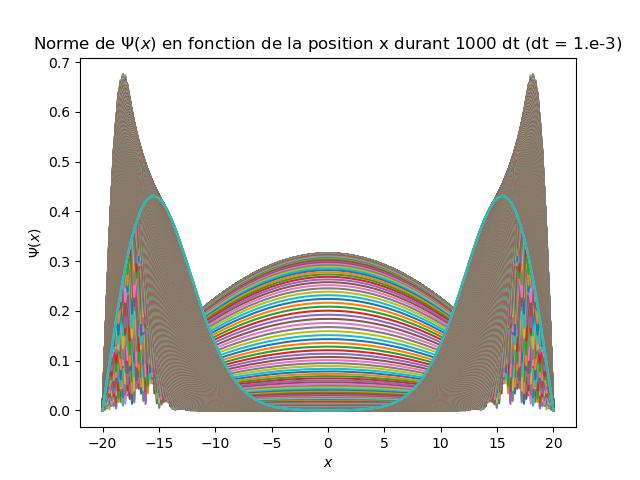 Norme de Ψ(x) en fonction de la position x durant 1000 dt (dt = 1.e-3)
0.7
0.6
0.5
0.4
0.3
0.2
0.1
0.0
Ψ(x)
−20 −15 −10 −5 0 5 10 15 20
x